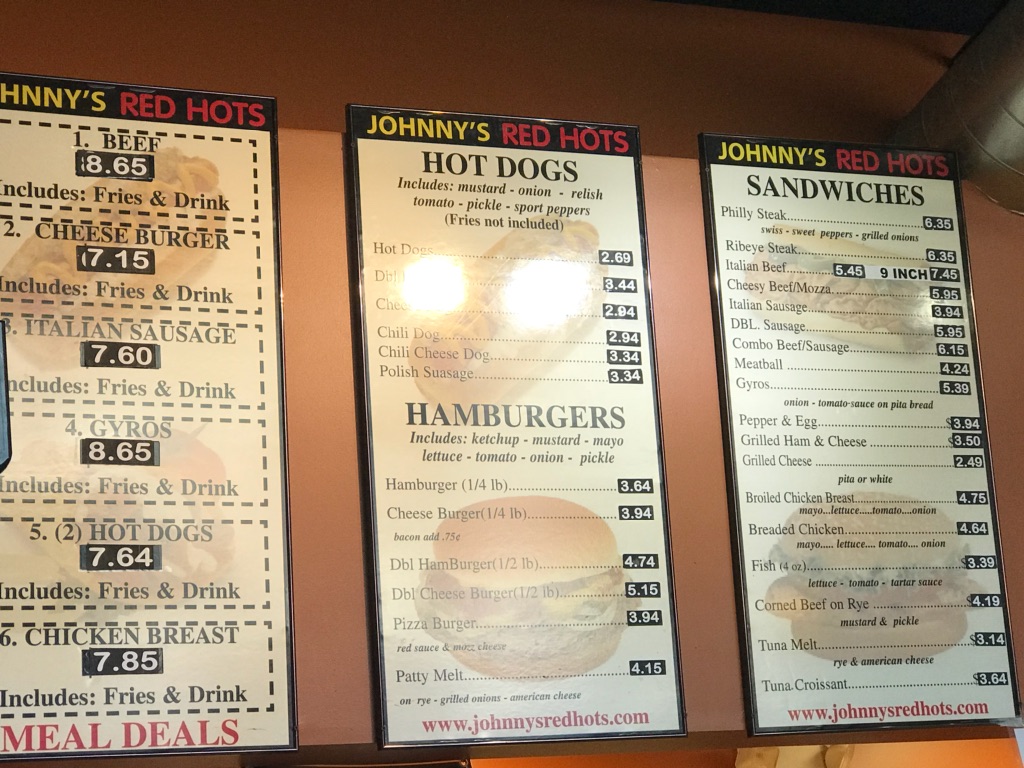 HNNY'S RED HOTS
1. BEEF
8.65
Includes: Fries & Drink
2. CHEESE BURGER
7.15
Includes: Fries & Drink
3. ITALIAN SAUSAGE
7.60
ncludes: Fries & Drink
4. GYROS
8.65
Includes: Fries & Drink
5. (2) HOT DOGS
7.64
Includes: Fries & Drink
6. CHICKEN BREAST
7.85
Includes: Fries & Drink
MEAL DEALS
JOHNNY'S RED HOTS
HOT DOGS
Includes: mustard - onion - relish
tomato - pickle - sport peppers
(Fries not included)
Hot Dogs 2.69
Dbl 3.44
2.94
Chili Dog 2.94
Chili Cheese Dog 3.34
Polish Suasage 3.34
HAMBURGERS
Includes: ketchup - mustard - mayo
lettuce - tomato - onion - pickle
Hamburger (1/4 lb) 3.64
Cheese Burger(1/4 lb) 3.94
bacon add .75c
Dbl HamBurger(1/2 lb) 4.74
Dbl Cheese Burger(1/2 lb) 5.15
Pizza Burger 3.94
red sauce & mozz cheese
Patty Melt 4.15
on rye - grilled onions - american cheese
www.johnnysredhots.com
JOHNNY'S RED HOTS
SANDWICHES
Philly Steak 6.35
swiss - sweet peppers - grilled onions
Ribeye Steak 6.35
Italian Beef 5.45 9 INCH 7.45
Cheesy Beef/Mozza 5.95
Italian Sausage 3.94
DBL. Sausage 5.95
Combo Beef/Sausage 6.15
Meatball 4.24
Gyros 5.39
onion - tomato-sauce on pita bread
Pepper & Egg $3.94
Grilled Ham & Cheese $3.50
Grilled Cheese 2.49
pita or white
Broiled Chicken Breast 4.75
mayo...lettuce.....tomato....onion
Breaded Chicken 4.64
mayo..... lettuce.... tomato.... onion
Fish (4 oz) $3.39
lettuce - tomato - tartar sauce
Corned Beef on Rye $4.19
mustard & pickle
Tuna Melt $3.14
rye & american cheese
Tuna Croissant $3.64
www.johnnysredhots.com